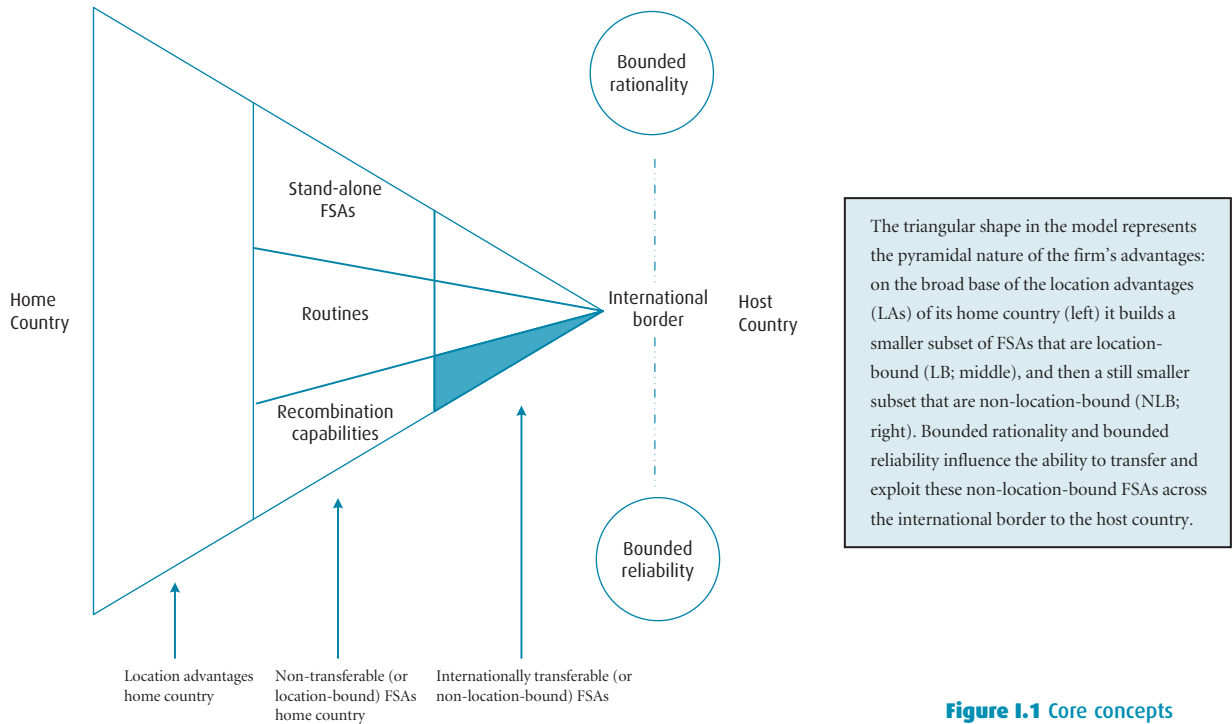 Bounded
rationality
Stand-alone
FSAs
Home
Country
Routines
International
border
Host
Country
Recombination
capabilities
Bounded
reliability
Location advantages
home country
Non-transferable (or
location-bound) FSAs
home country
Internationally transferable (or
non-location-bound) FSAs
The triangular shape in the model represents
the pyramidal nature of the firm's advantages:
on the broad base of the location advantages
(LAs) of its home country (left) it builds a
smaller subset of FSAs that are location-
bound (LB; middle), and then a still smaller
subset that are non-location-bound (NLB;
right). Bounded rationality and bounded
reliability influence the ability to transfer and
exploit these non-location-bound FSAs across
the international border to the host country.
Figure I.1 Core concepts